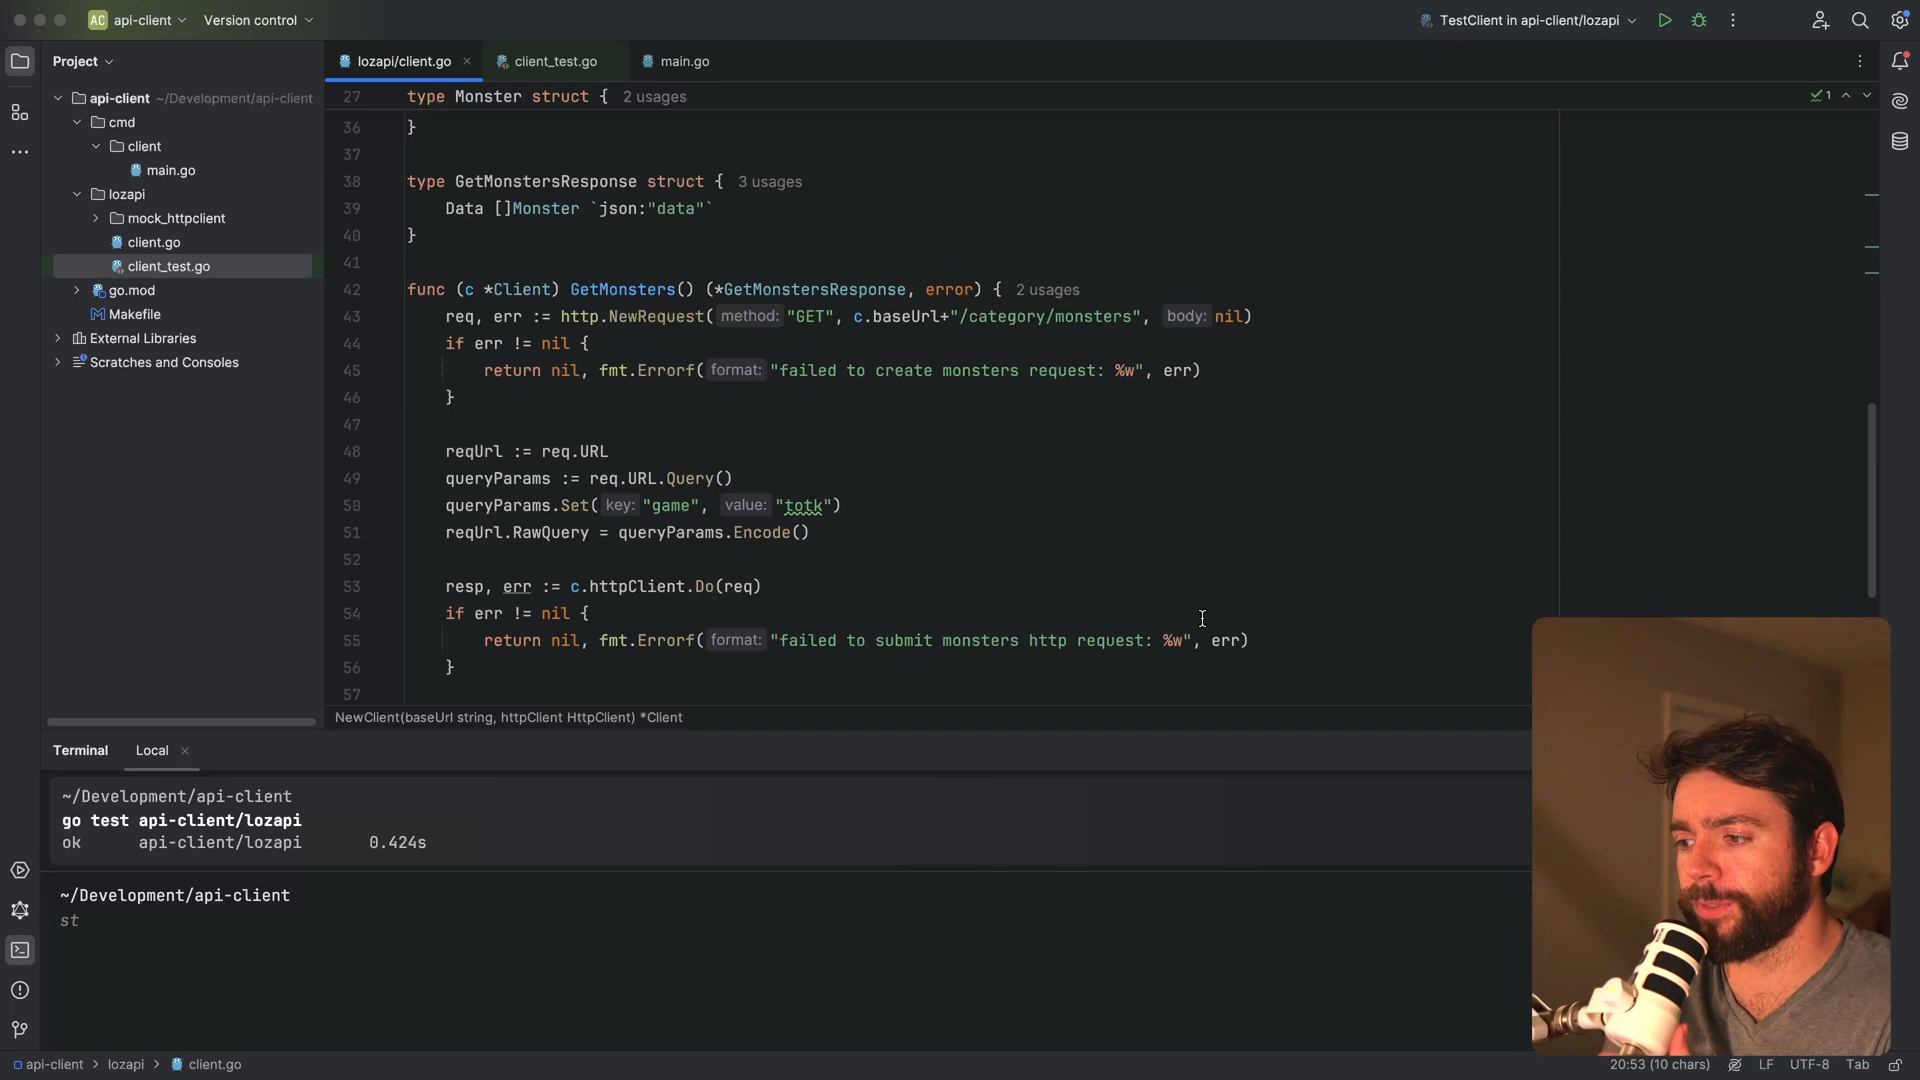 AC api-client Version control TestClient in api-client/lozapi
Project
lozapi/client.go client_test.go main.go
api-client ~/Development/api-client
cmd
client
main.go
lozapi
mock_httpclient
client.go
client_test.go
go.mod
Makefile
External Libraries
Scratches and Consoles
27 type Monster struct { 2 usages 1
36 }
37
38 type GetMonstersResponse struct { 3 usages
39 Data []Monster `json:"data"`
40 }
41
42 func (c *Client) GetMonsters() (*GetMonstersResponse, error) { 2 usages
43 req, err := http.NewRequest( method: "GET", c.baseUrl+"/category/monsters", body: nil)
44 if err != nil {
45 return nil, fmt.Errorf( format: "failed to create monsters request: %w", err)
46 }
47
48 reqUrl := req.URL
49 queryParams := req.URL.Query()
50 queryParams.Set( key: "game", value: "totk")
51 reqUrl.RawQuery = queryParams.Encode()
52
53 resp, err := c.httpClient.Do(req)
54 if err != nil {
55 return nil, fmt.Errorf( format: "failed to submit monsters http request: %w", err)
56 }
57
NewClient(baseUrl string, httpClient HttpClient) *Client
Terminal Local
~/Development/api-client
go test api-client/lozapi
ok api-client/lozapi 0.424s
~/Development/api-client
st
api-client > lozapi > client.go 20:53 (10 chars) LF UTF-8 Tab